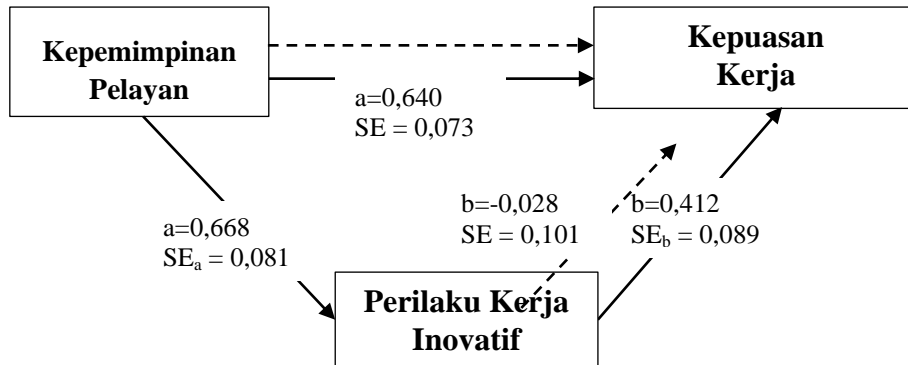 Kepemimpinan
Pelayan
Kepuasan
Kerja
a=0,640
SE = 0,073
a=0,668
SEₐ = 0,081
b=-0,028
SE = 0,101
b=0,412
SE_b = 0,089
Perilaku Kerja
Inovatif